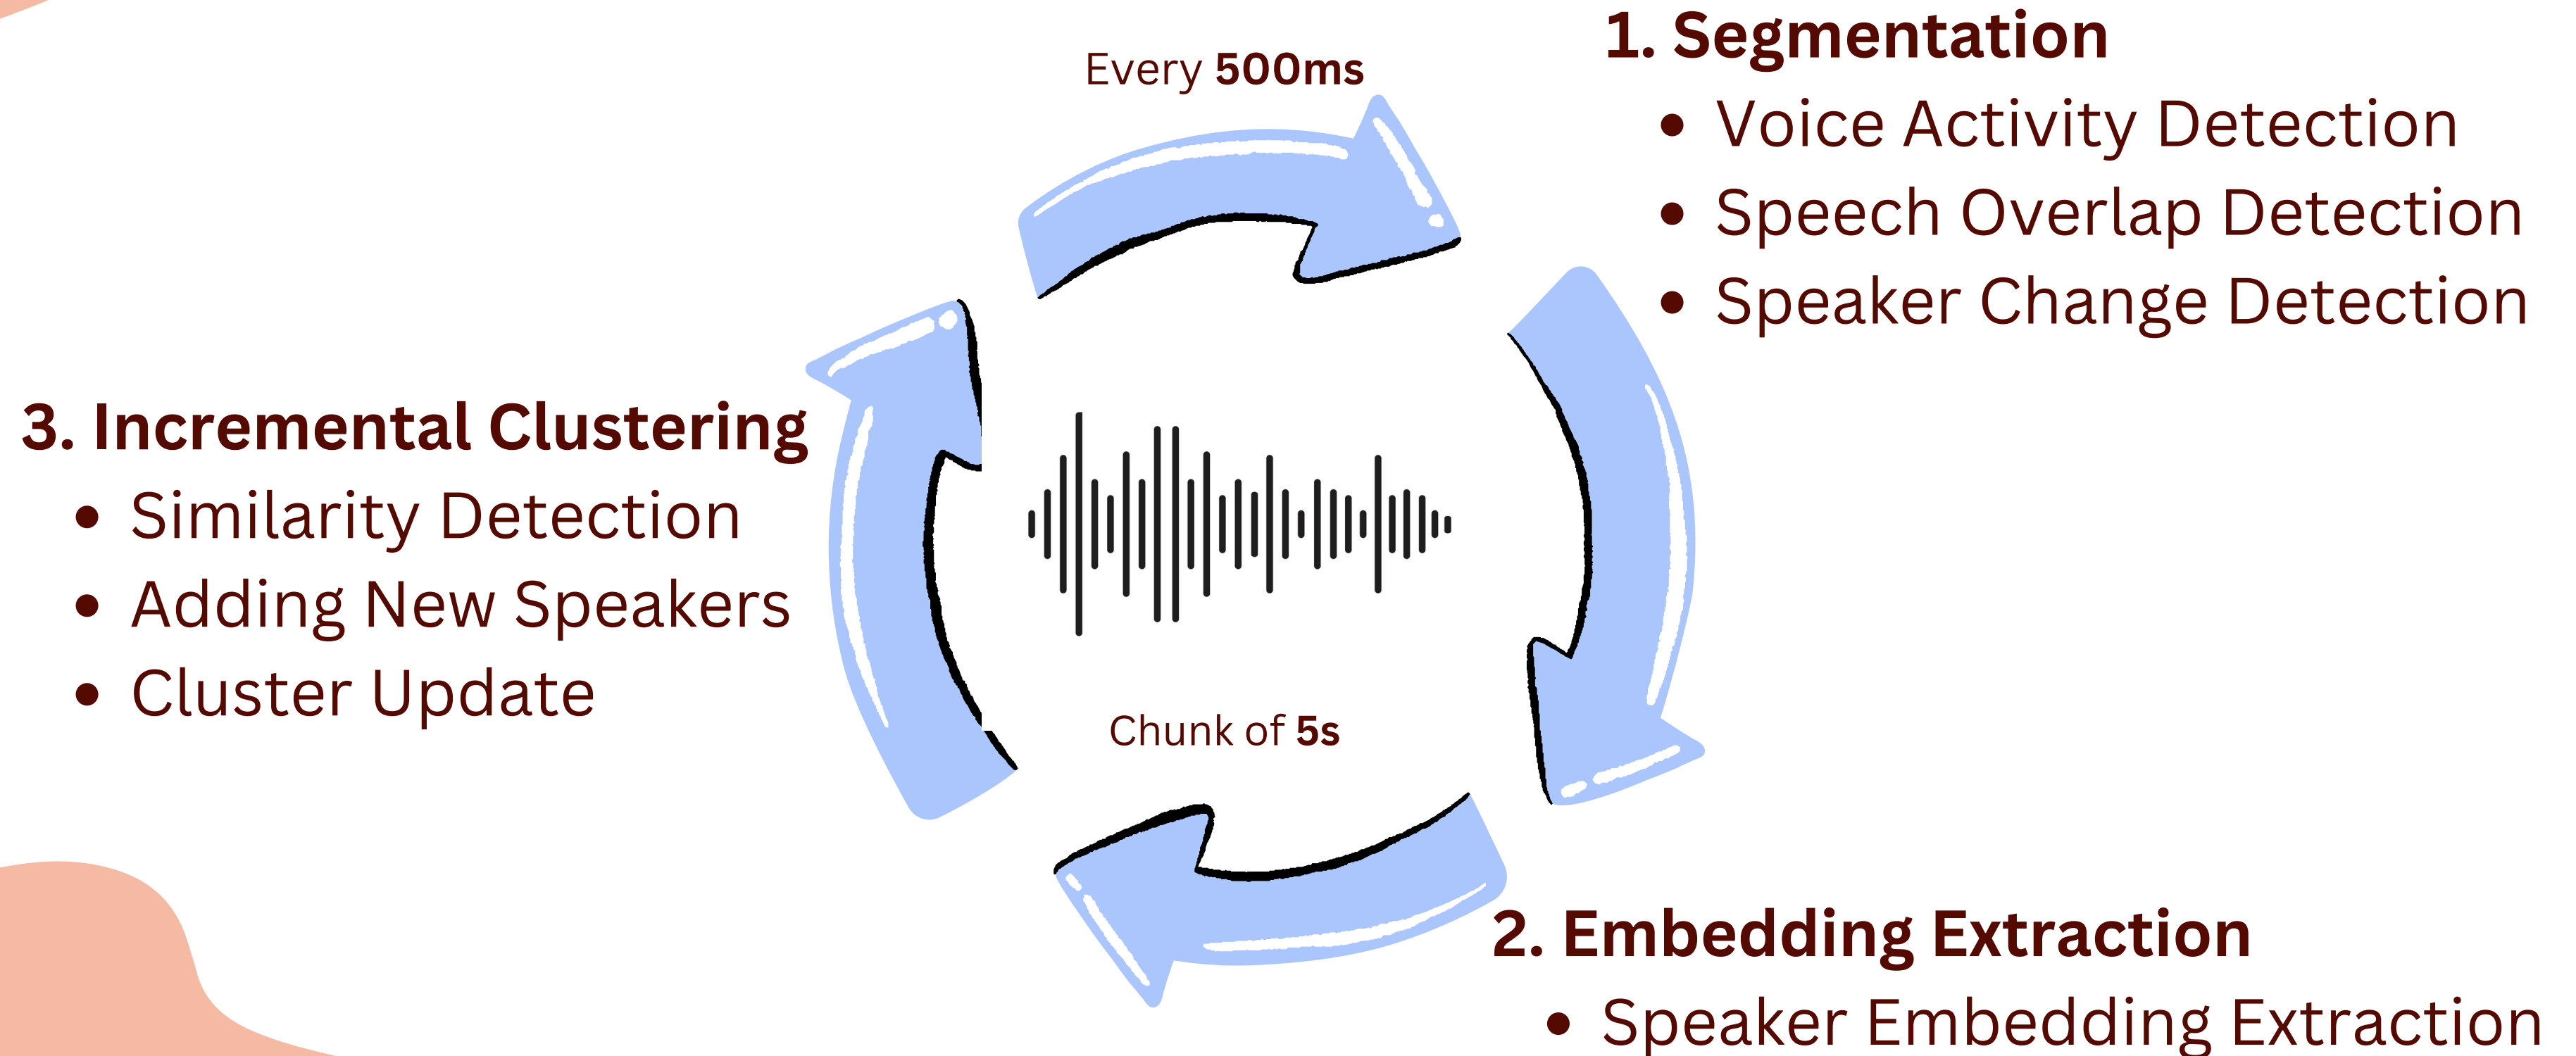 Every 500ms
1. Segmentation
• Voice Activity Detection
• Speech Overlap Detection
• Speaker Change Detection
3. Incremental Clustering
• Similarity Detection
• Adding New Speakers
• Cluster Update
Chunk of 5s
2. Embedding Extraction
• Speaker Embedding Extraction